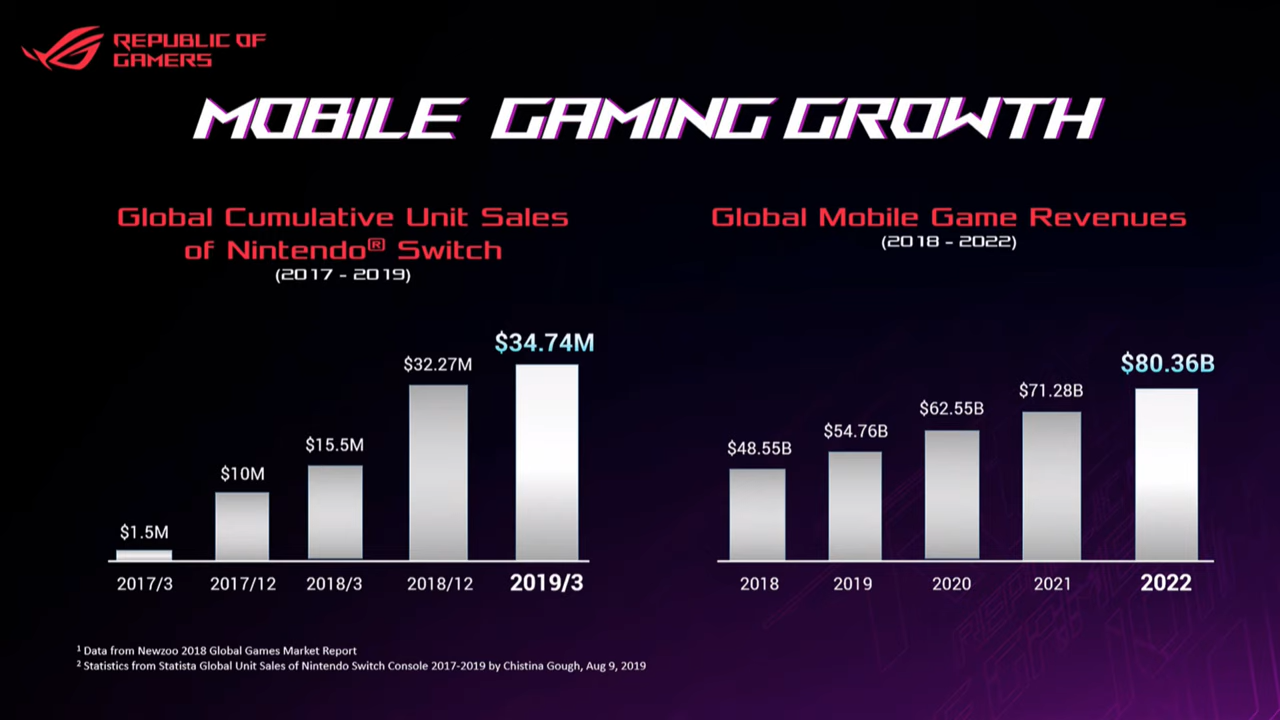 REPUBLIC OF
GAMERS
MOBILE GAMING GROWTH
Global Cumulative Unit Sales
of Nintendo® Switch
(2017 - 2019)
$1.5M
$10M
$15.5M
$32.27M
$34.74M
2017/3
2017/12
2018/3
2018/12
2019/3
Global Mobile Game Revenues
(2018 - 2022)
$48.55B
$54.76B
$62.55B
$71.28B
$80.36B
2018
2019
2020
2021
2022
¹ Data from Newzoo 2018 Global Games Market Report
² Statistics from Statista Global Unit Sales of Nintendo Switch Console 2017-2019 by Chistina Gough, Aug 9, 2019